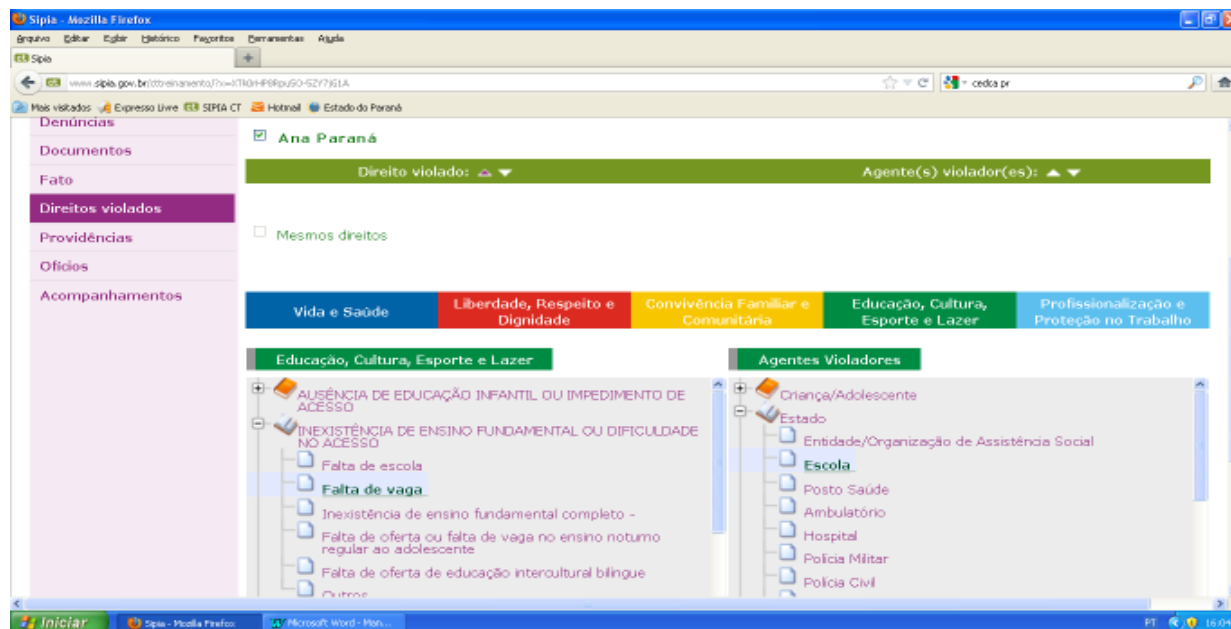 Sipia - Mozilla Firefox
Arquivo Editar Exibir Histórico Favoritos Ferramentas Ajuda
Sipia
cedca pr
Mais visitados Expresso Livre SIPIA CT Hotmail Estado do Paraná
Denúncias
Documentos
Fato
Direitos violados
Providências
Ofícios
Acompanhamentos
Ana Paraná
Direito violado: Agente(s) violador(es):
Mesmos direitos
Vida e Saúde
Liberdade, Respeito e
Dignidade
Convivência Familiar e
Comunitária
Educação, Cultura,
Esporte e Lazer
Profissionalização e
Proteção no Trabalho
Educação, Cultura, Esporte e Lazer
AUSÊNCIA DE EDUCAÇÃO INFANTIL OU IMPEDIMENTO DE
ACESSO
INEXISTÊNCIA DE ENSINO FUNDAMENTAL OU DIFICULDADE
NO ACESSO
Falta de escola
Falta de vaga
Inexistência de ensino fundamental completo -
Falta de oferta ou falta de vaga no ensino noturno
regular ao adolescente
Falta de oferta de educação intercultural bilingue
Outros
Agentes Violadores
Criança/Adolescente
Estado
Entidade/Organização de Assistência Social
Escola
Posto Saúde
Ambulatório
Hospital
Polícia Militar
Polícia Civil
Iniciar Sipia - Mozilla Firefox Microsoft Word - Man... PT 16:04